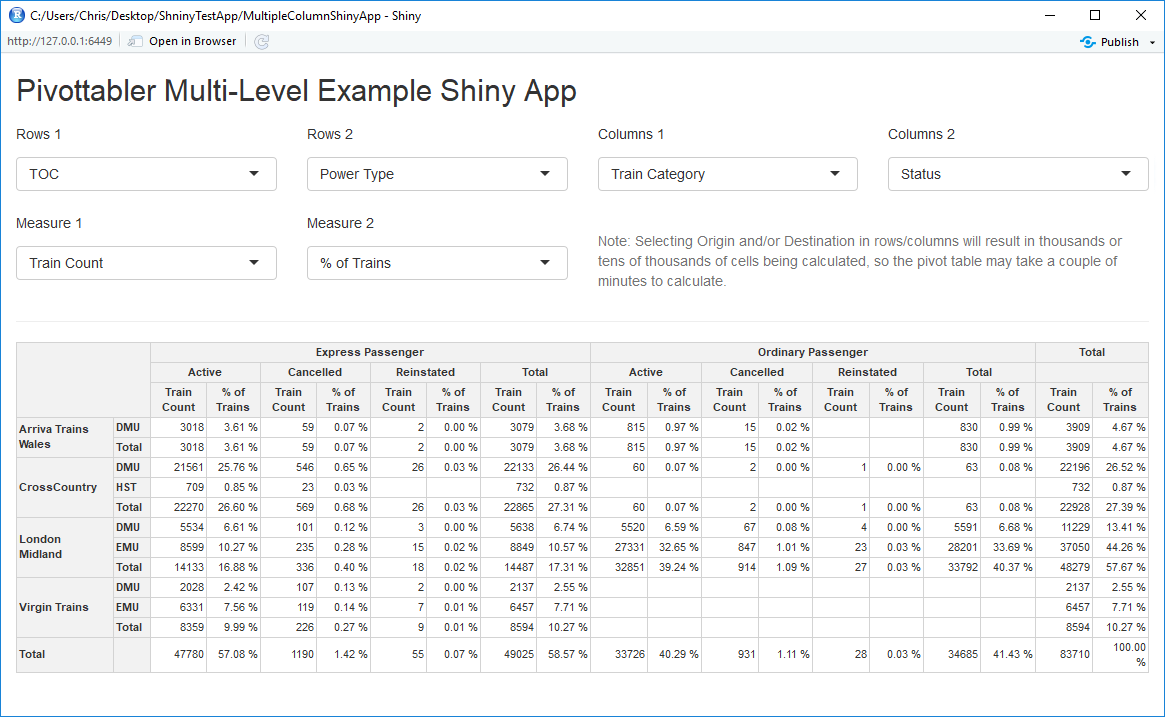 C:/Users/Chris/Desktop/ShninyTestApp/MultipleColumnShinyApp - Shiny
http://127.0.0.1:6449 Open in Browser Publish
Pivottabler Multi-Level Example Shiny App
Rows 1 Rows 2 Columns 1 Columns 2
TOC Power Type Train Category Status
Measure 1 Measure 2
Train Count % of Trains
Note: Selecting Origin and/or Destination in rows/columns will result in thousands or
tens of thousands of cells being calculated, so the pivot table may take a couple of
minutes to calculate.
Express Passenger Ordinary Passenger Total
Active Cancelled Reinstated Total Active Cancelled Reinstated Total
Train % of Train % of Train % of Train % of Train % of Train % of Train % of Train % of Train % of
Count Trains Count Trains Count Trains Count Trains Count Trains Count Trains Count Trains Count Trains Count Trains
Arriva Trains Wales DMU 3018 3.61 % 59 0.07 % 2 0.00 % 3079 3.68 % 815 0.97 % 15 0.02 % 830 0.99 % 3909 4.67 %
Total 3018 3.61 % 59 0.07 % 2 0.00 % 3079 3.68 % 815 0.97 % 15 0.02 % 830 0.99 % 3909 4.67 %
CrossCountry DMU 21561 25.76 % 546 0.65 % 26 0.03 % 22133 26.44 % 60 0.07 % 2 0.00 % 1 0.00 % 63 0.08 % 22196 26.52 %
HST 709 0.85 % 23 0.03 % 732 0.87 % 732 0.87 %
Total 22270 26.60 % 569 0.68 % 26 0.03 % 22865 27.31 % 60 0.07 % 2 0.00 % 1 0.00 % 63 0.08 % 22928 27.39 %
London Midland DMU 5534 6.61 % 101 0.12 % 3 0.00 % 5638 6.74 % 5520 6.59 % 67 0.08 % 4 0.00 % 5591 6.68 % 11229 13.41 %
EMU 8599 10.27 % 235 0.28 % 15 0.02 % 8849 10.57 % 27331 32.65 % 847 1.01 % 23 0.03 % 28201 33.69 % 37050 44.26 %
Total 14133 16.88 % 336 0.40 % 18 0.02 % 14487 17.31 % 32851 39.24 % 914 1.09 % 27 0.03 % 33792 40.37 % 48279 57.67 %
Virgin Trains DMU 2028 2.42 % 107 0.13 % 2 0.00 % 2137 2.55 % 2137 2.55 %
EMU 6331 7.56 % 119 0.14 % 7 0.01 % 6457 7.71 % 6457 7.71 %
Total 8359 9.99 % 226 0.27 % 9 0.01 % 8594 10.27 % 8594 10.27 %
Total 47780 57.08 % 1190 1.42 % 55 0.07 % 49025 58.57 % 33726 40.29 % 931 1.11 % 28 0.03 % 34685 41.43 % 83710 100.00 %